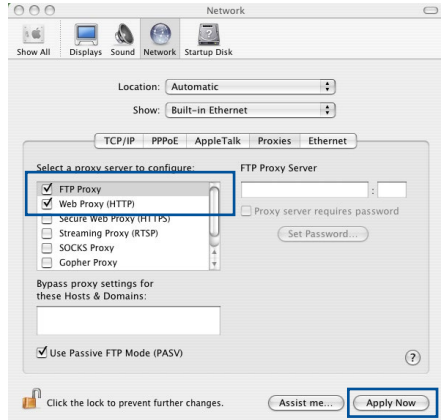 Network
Show All Displays Sound Network Startup Disk
Location: Automatic
Show: Built-in Ethernet
TCP/IP PPPoE AppleTalk Proxies Ethernet
Select a proxy server to configure: FTP Proxy Server
FTP Proxy :
Web Proxy (HTTP) Proxy server requires password
Secure Web Proxy (HTTPS)
Streaming Proxy (RTSP) Set Password...
SOCKS Proxy
Gopher Proxy
Bypass proxy settings for
these Hosts & Domains:
Use Passive FTP Mode (PASV) ?
Click the lock to prevent further changes. Assist me... Apply Now